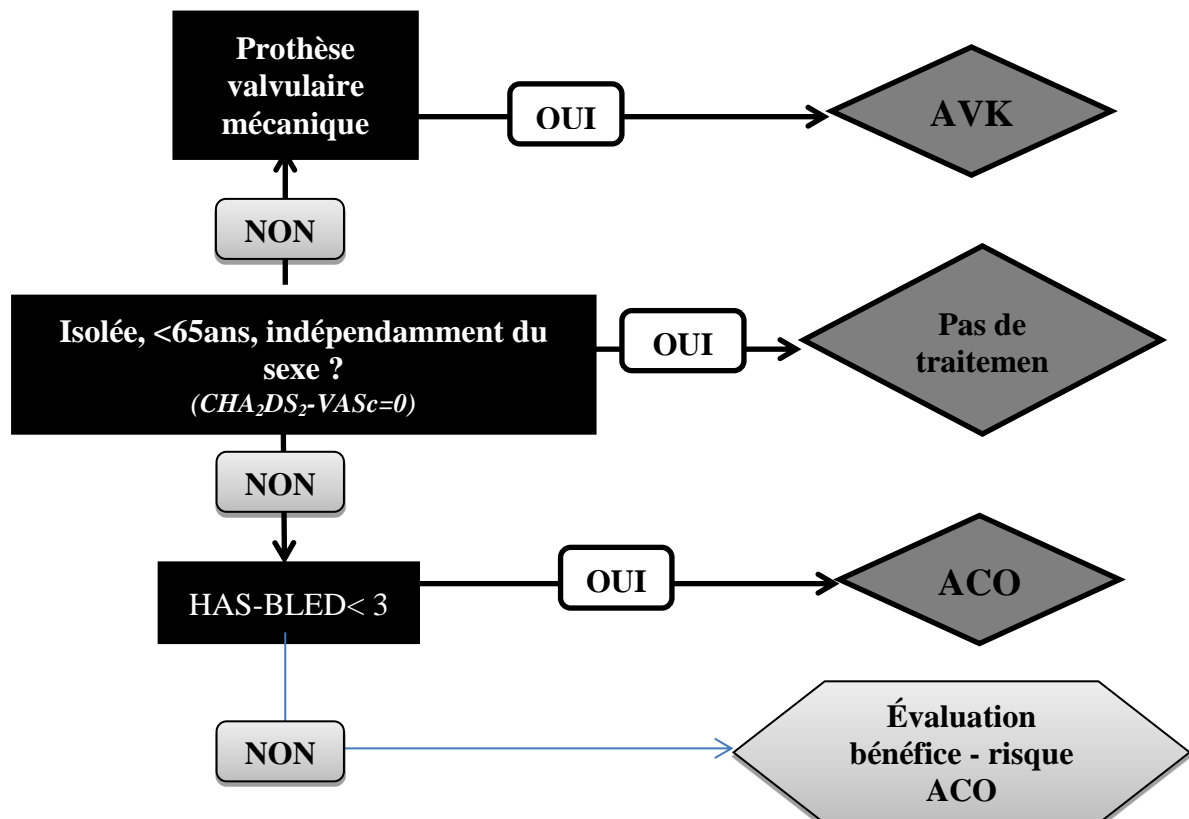 Prothèse
valvulaire
mécanique
OUI
AVK
NON
Isolée, <65ans, indépendamment du
sexe ?
(CHA₂DS₂-VASc=0)
OUI
Pas de
traitemen
NON
HAS-BLED< 3
OUI
ACO
NON
Évaluation
bénéfice - risque
ACO